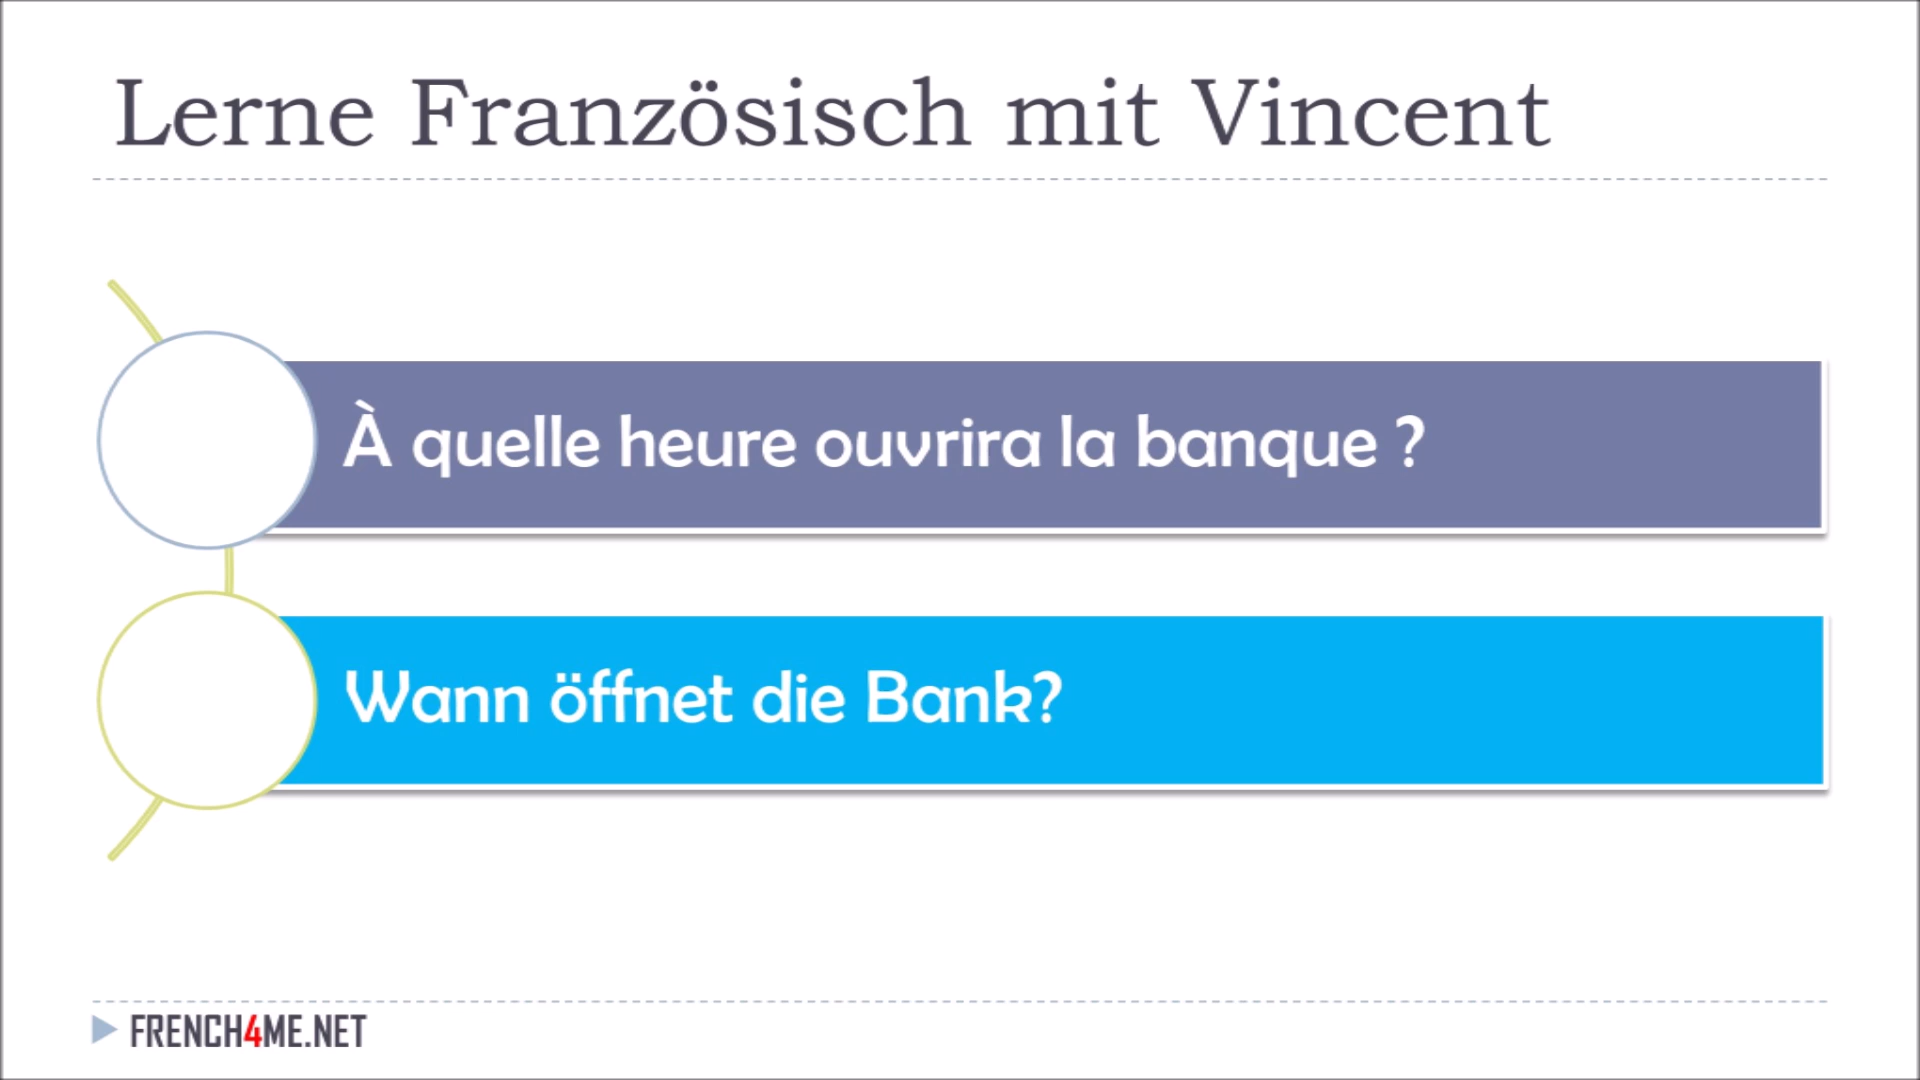 Lerne Französisch mit Vincent
À quelle heure ouvrira la banque ?
Wann öffnet die Bank?
FRENCH4ME.NET